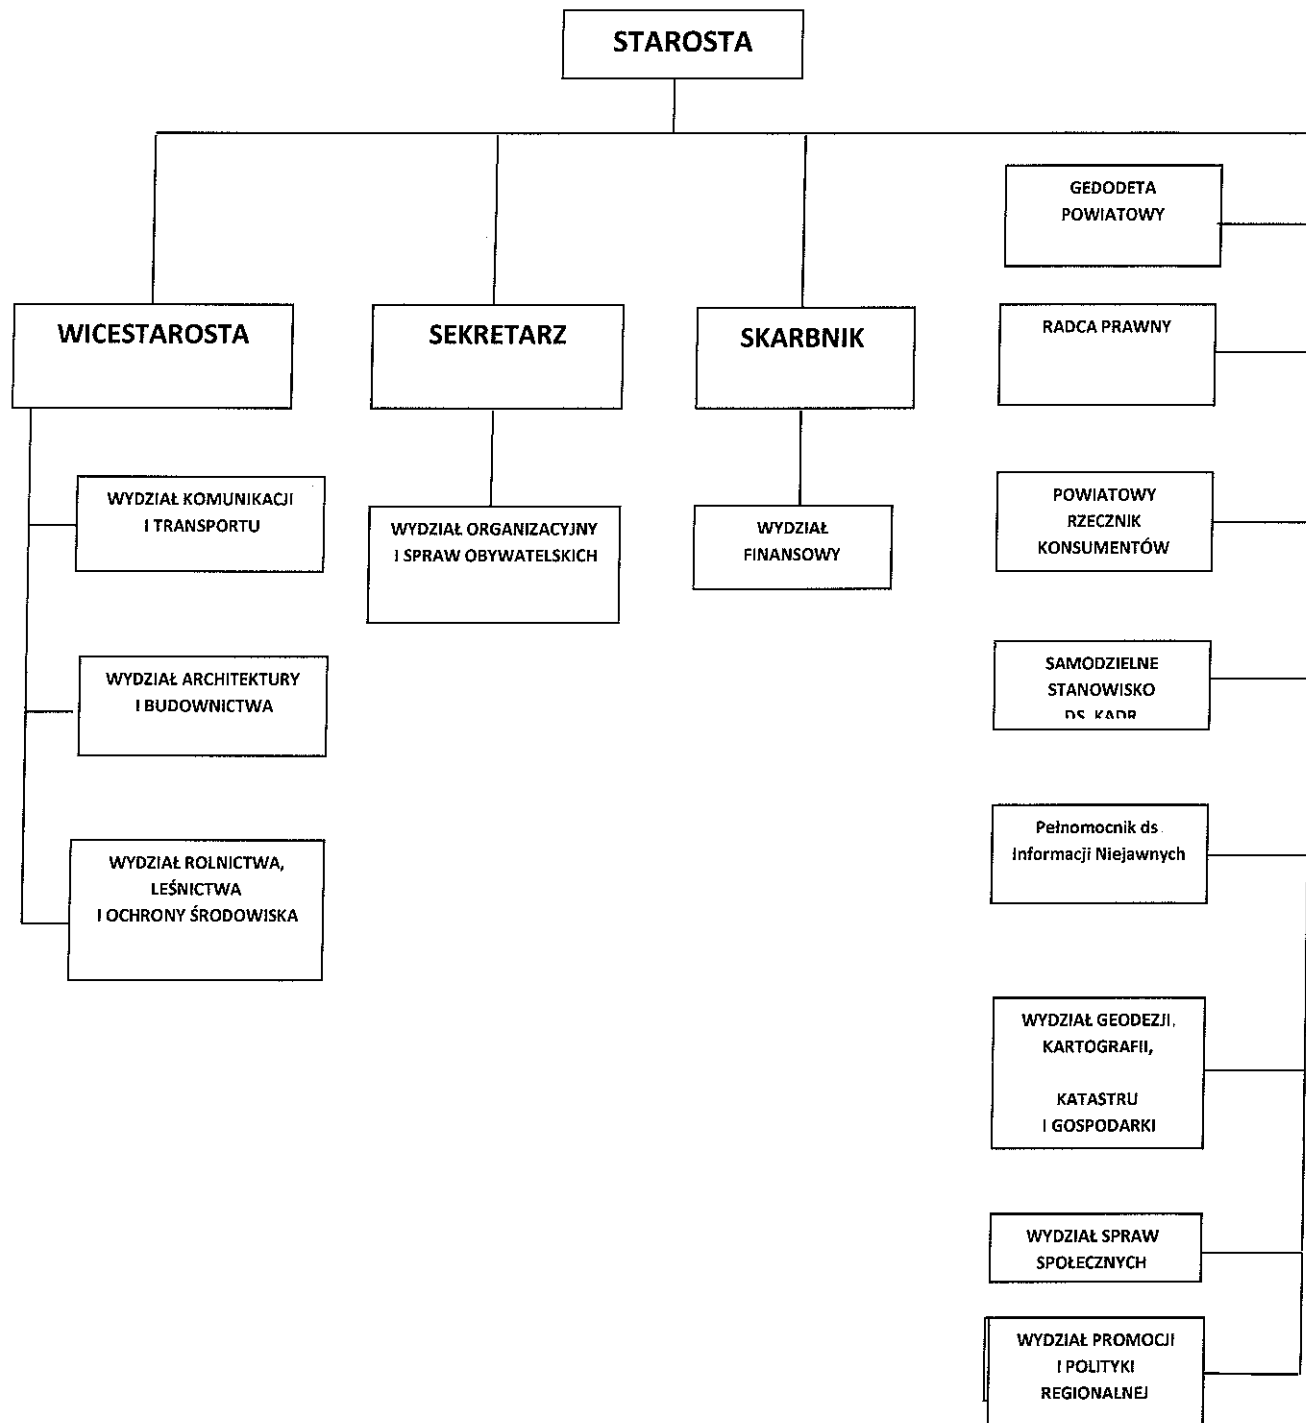 STAROSTA
GEDODETA
POWIATOWY
WICESTAROSTA
SEKRETARZ
SKARBNIK
RADCA PRAWNY
WYDZIAŁ KOMUNIKACJI
I TRANSPORTU
WYDZIAŁ ORGANIZACYJNY
I SPRAW OBYWATELSKICH
WYDZIAŁ
FINANSOWY
POWIATOWY
RZECZNIK
KONSUMENTÓW
WYDZIAŁ ARCHITEKTURY
I BUDOWNICTWA
SAMODZIELNE
STANOWISKO
DS. KADR
WYDZIAŁ ROLNICTWA,
LEŚNICTWA
I OCHRONY ŚRODOWISKA
Pełnomocnik ds
Informacji Niejawnych
WYDZIAŁ GEODEZJI,
KARTOGRAFII,
KATASTRU
I GOSPODARKI
WYDZIAŁ SPRAW
SPOŁECZNYCH
WYDZIAŁ PROMOCJI
I POLITYKI
REGIONALNEJ